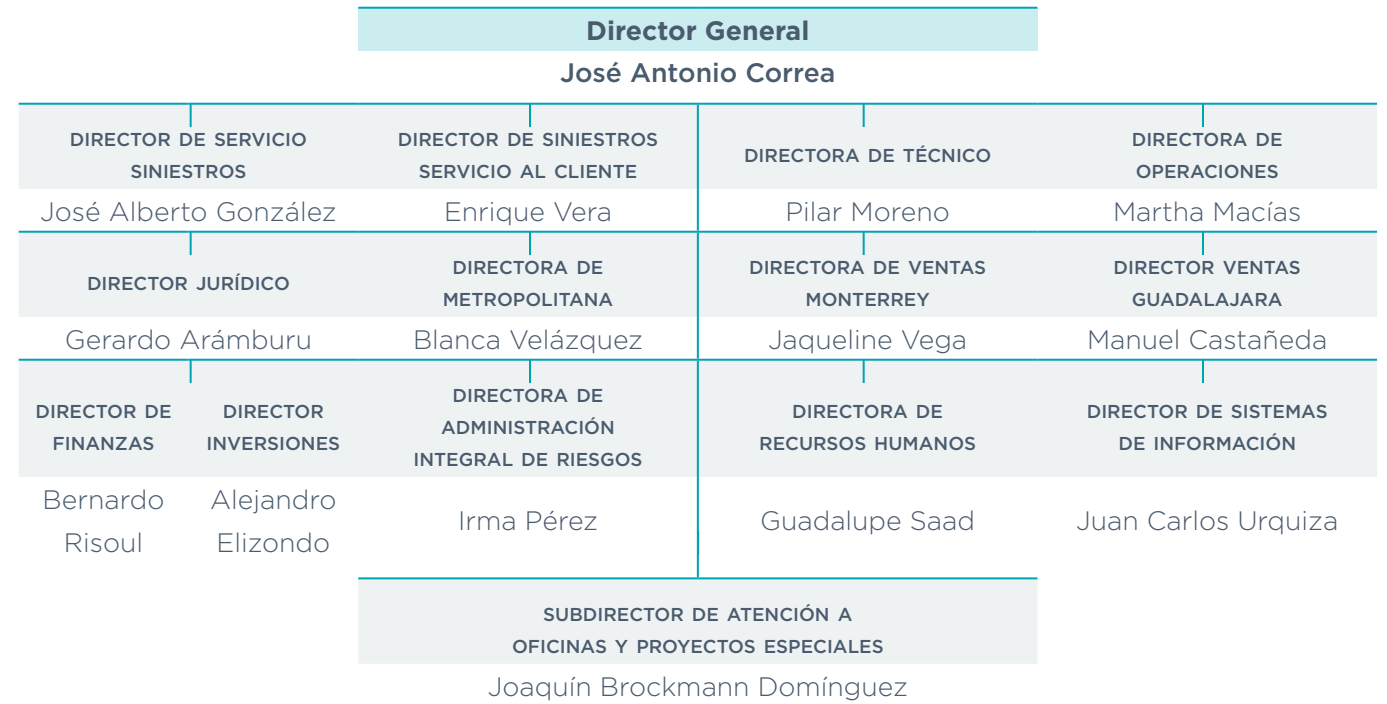 Director General
José Antonio Correa
DIRECTOR DE SERVICIO
SINIESTROS
José Alberto González
DIRECTOR DE SINIESTROS
SERVICIO AL CLIENTE
Enrique Vera
DIRECTORA DE TÉCNICO
Pilar Moreno
DIRECTORA DE
OPERACIONES
Martha Macías
DIRECTOR JURÍDICO
Gerardo Arámburu
DIRECTORA DE
METROPOLITANA
Blanca Velázquez
DIRECTORA DE VENTAS
MONTERREY
Jaqueline Vega
DIRECTOR VENTAS
GUADALAJARA
Manuel Castañeda
DIRECTOR DE
FINANZAS
Bernardo
Risoul
DIRECTOR
INVERSIONES
Alejandro
Elizondo
DIRECTORA DE
ADMINISTRACIÓN
INTEGRAL DE RIESGOS
Irma Pérez
DIRECTORA DE
RECURSOS HUMANOS
Guadalupe Saad
DIRECTOR DE SISTEMAS
DE INFORMACIÓN
Juan Carlos Urquiza
SUBDIRECTOR DE ATENCIÓN A
OFICINAS Y PROYECTOS ESPECIALES
Joaquín Brockmann Domínguez